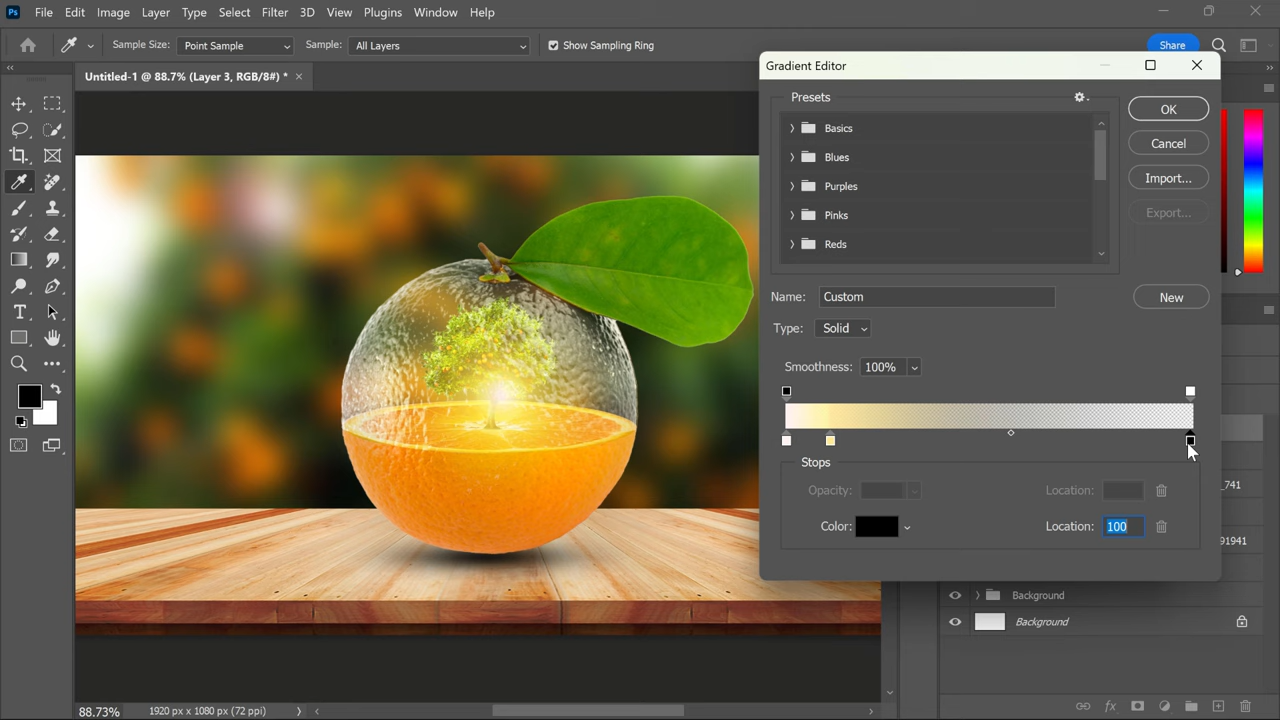 Ps File Edit Image Layer Type Select Filter 3D View Plugins Window Help
Sample Size: Point Sample Sample: All Layers Show Sampling Ring Share
Untitled-1 @ 88.7% (Layer 3, RGB/8#) *
Gradient Editor
Presets
Basics
Blues
Purples
Pinks
Reds
OK
Cancel
Import...
Export...
Name: Custom
New
Type: Solid
Smoothness: 100%
Stops
Opacity:
Location:
Color:
Location: 100
_741
91941
Background
Background
88.73% 1920 px x 1080 px (72 ppi)